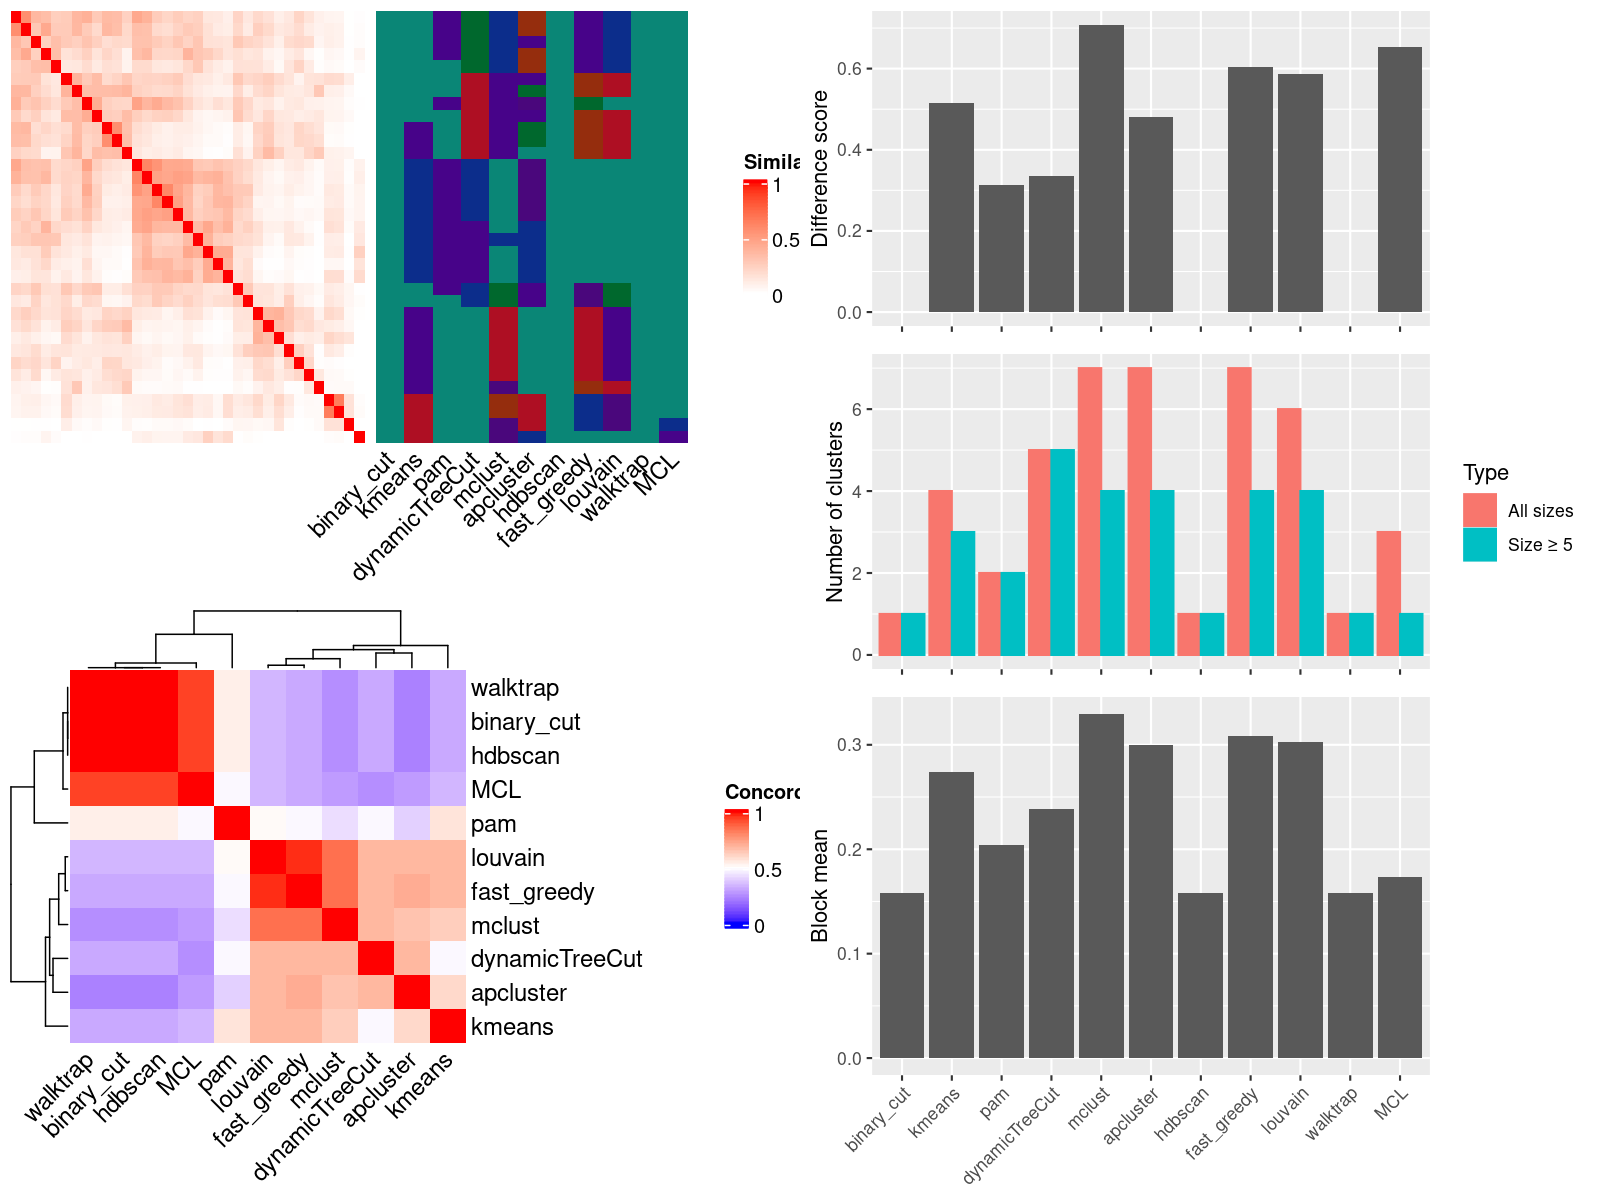 Simila
1
0.5
0
binary_cut
kmeans
pam
dynamicTreeCut
mclust
apcluster
hdbscan
fast_greedy
louvain
walktrap
MCL
walktrap
binary_cut
hdbscan
MCL
pam
louvain
fast_greedy
mclust
dynamicTreeCut
apcluster
kmeans
walktrap
binary_cut
hdbscan
MCL
pam
louvain
fast_greedy
mclust
dynamicTreeCut
apcluster
kmeans
Concord
1
0.5
0
Difference score
0.6
0.4
0.2
0.0
Number of clusters
6
4
2
0
Type
All sizes
Size ≥ 5
Block mean
0.3
0.2
0.1
0.0
binary_cut
kmeans
pam
dynamicTreeCut
mclust
apcluster
hdbscan
fast_greedy
louvain
walktrap
MCL